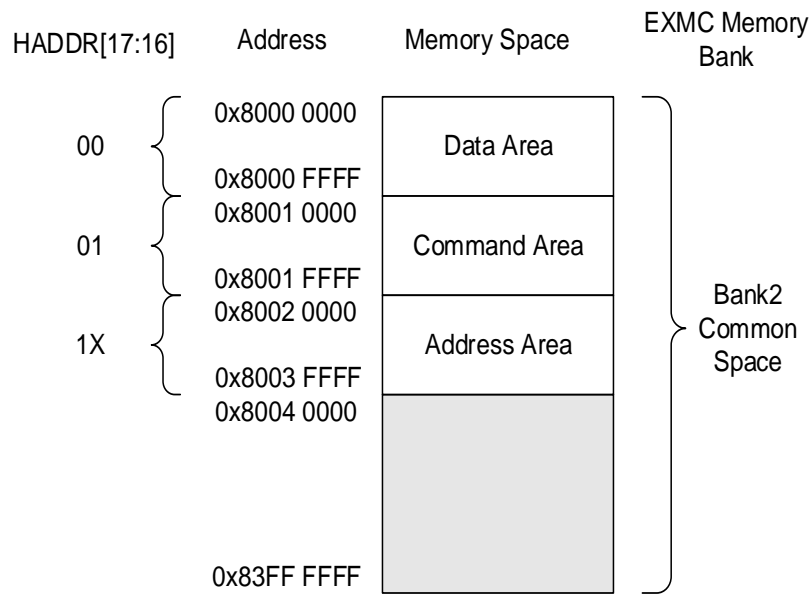 HADDR[17:16]
Address
Memory Space
EXMC Memory
Bank
00
0x8000 0000
0x8000 FFFF
Data Area
01
0x8001 0000
0x8001 FFFF
Command Area
1X
0x8002 0000
0x8003 FFFF
Address Area
0x8004 0000
0x83FF FFFF
Bank2
Common
Space